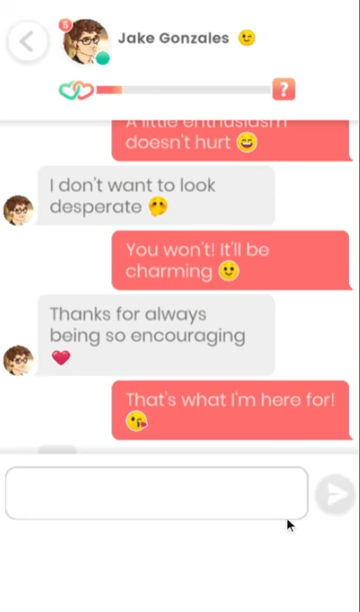 5
Jake Gonzales 😉
?
A little enthusiasm
doesn't hurt 😄
I don't want to look
desperate 🤭
You won't! It'll be
charming 🙂
Thanks for always
being so encouraging
❤️
That's what I'm here for!
😘